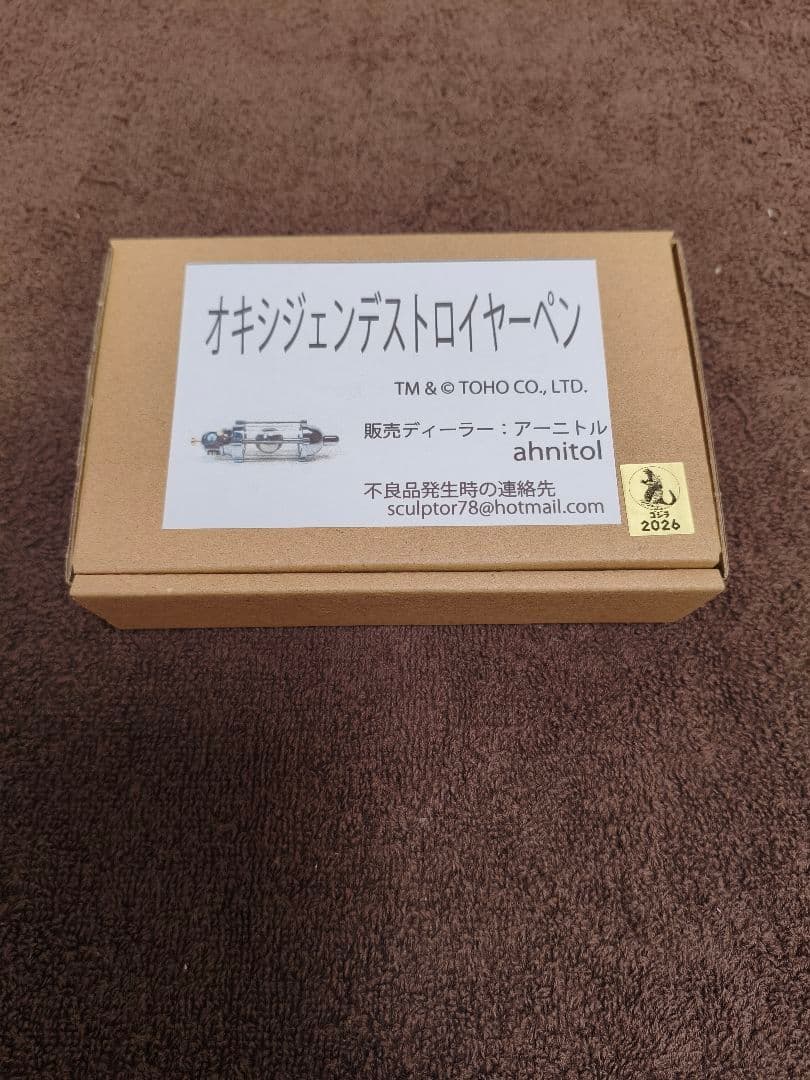 オキシジェンデストロイヤーペン
TM & © TOHO CO., LTD.
販売ディーラー：アーニトル
ahnitol
不良品発生時の連絡先
sculptor78@hotmail.com
ゴジラ
2026